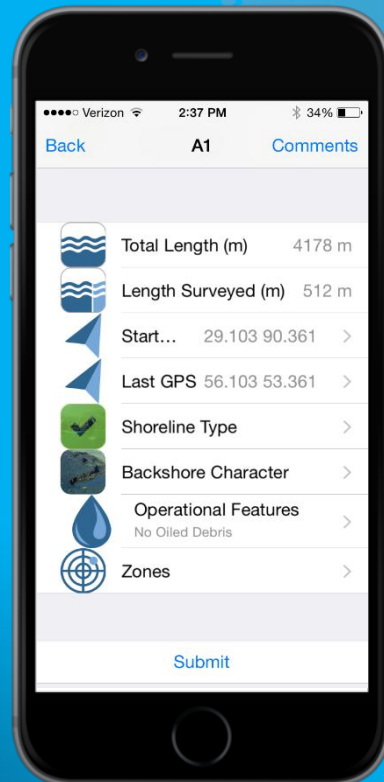 Verizon 2:37 PM 34%
Back A1 Comments
Total Length (m) 4178 m
Length Surveyed (m) 512 m
Start… 29.103 90.361
Last GPS 56.103 53.361
Shoreline Type
Backshore Character
Operational Features
No Oiled Debris
Zones
Submit